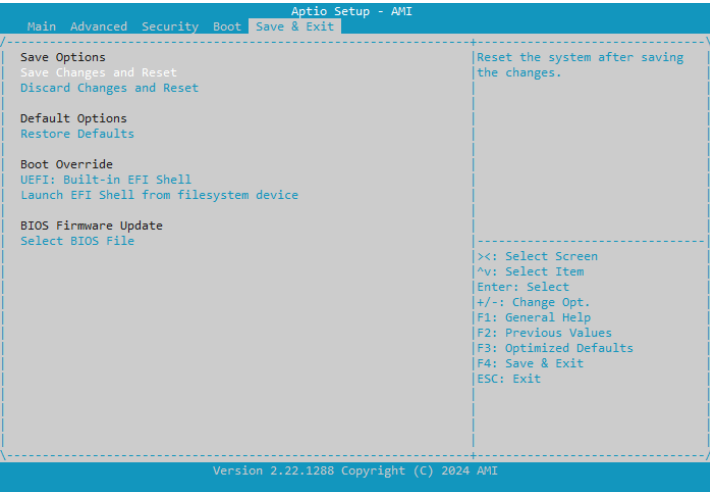 Aptio Setup - AMI
Main Advanced Security Boot Save & Exit
Save Options
Save Changes and Reset
Discard Changes and Reset
Default Options
Restore Defaults
Boot Override
UEFI: Built-in EFI Shell
Launch EFI Shell from filesystem device
BIOS Firmware Update
Select BIOS File
Reset the system after saving
the changes.
><: Select Screen
^v: Select Item
Enter: Select
+/-: Change Opt.
F1: General Help
F2: Previous Values
F3: Optimized Defaults
F4: Save & Exit
ESC: Exit
Version 2.22.1288 Copyright (C) 2024 AMI